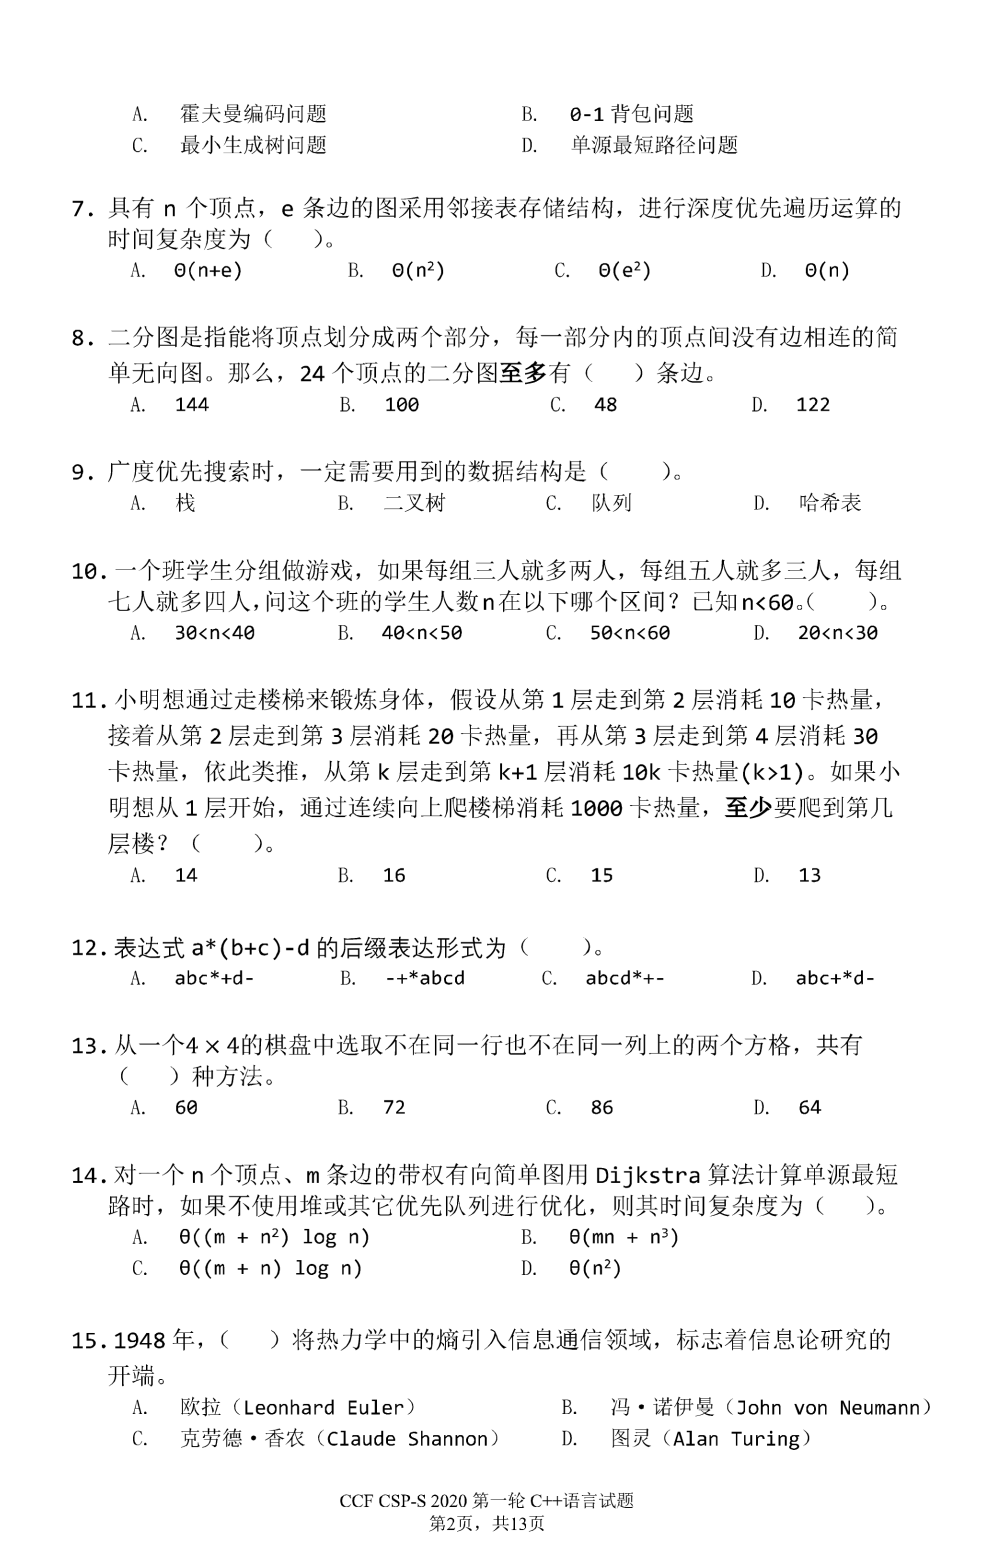 A. 霍夫曼编码问题 B. 0-1 背包问题
C. 最小生成树问题 D. 单源最短路径问题
7. 具有 n 个顶点，e 条边的图采用邻接表存储结构，进行深度优先遍历运算的
时间复杂度为（ ）。
A. Θ(n+e) B. Θ(n²) C. Θ(e²) D. Θ(n)
8. 二分图是指能将顶点划分成两个部分，每一部分内的顶点间没有边相连的简
单无向图。那么，24 个顶点的二分图至多有（ ）条边。
A. 144 B. 100 C. 48 D. 122
9. 广度优先搜索时，一定需要用到的数据结构是（ ）。
A. 栈 B. 二叉树 C. 队列 D. 哈希表
10. 一个班学生分组做游戏，如果每组三人就多两人，每组五人就多三人，每组
七人就多四人，问这个班的学生人数n在以下哪个区间？已知n<60。（ ）。
A. 30<n<40 B. 40<n<50 C. 50<n<60 D. 20<n<30
11. 小明想通过走楼梯来锻炼身体，假设从第 1 层走到第 2 层消耗 10 卡热量，
接着从第 2 层走到第 3 层消耗 20 卡热量，再从第 3 层走到第 4 层消耗 30
卡热量，依此类推，从第 k 层走到第 k+1 层消耗 10k 卡热量(k>1)。如果小
明想从 1 层开始，通过连续向上爬楼梯消耗 1000 卡热量，至少要爬到第几
层楼？（ ）。
A. 14 B. 16 C. 15 D. 13
12. 表达式 a*(b+c)-d 的后缀表达形式为（ ）。
A. abc*+d- B. -+*abcd C. abcd*+- D. abc+*d-
13. 从一个4 × 4的棋盘中选取不在同一行也不在同一列上的两个方格，共有
（ ）种方法。
A. 60 B. 72 C. 86 D. 64
14. 对一个 n 个顶点、m 条边的带权有向简单图用 Dijkstra 算法计算单源最短
路时，如果不使用堆或其它优先队列进行优化，则其时间复杂度为（ ）。
A. θ((m + n²) log n) B. θ(mn + n³)
C. θ((m + n) log n) D. θ(n²)
15. 1948 年，（ ）将热力学中的熵引入信息通信领域，标志着信息论研究的
开端。
A. 欧拉（Leonhard Euler） B. 冯·诺伊曼（John von Neumann）
C. 克劳德·香农（Claude Shannon） D. 图灵（Alan Turing）
CCF CSP-S 2020 第一轮 C++语言试题
第2页，共13页